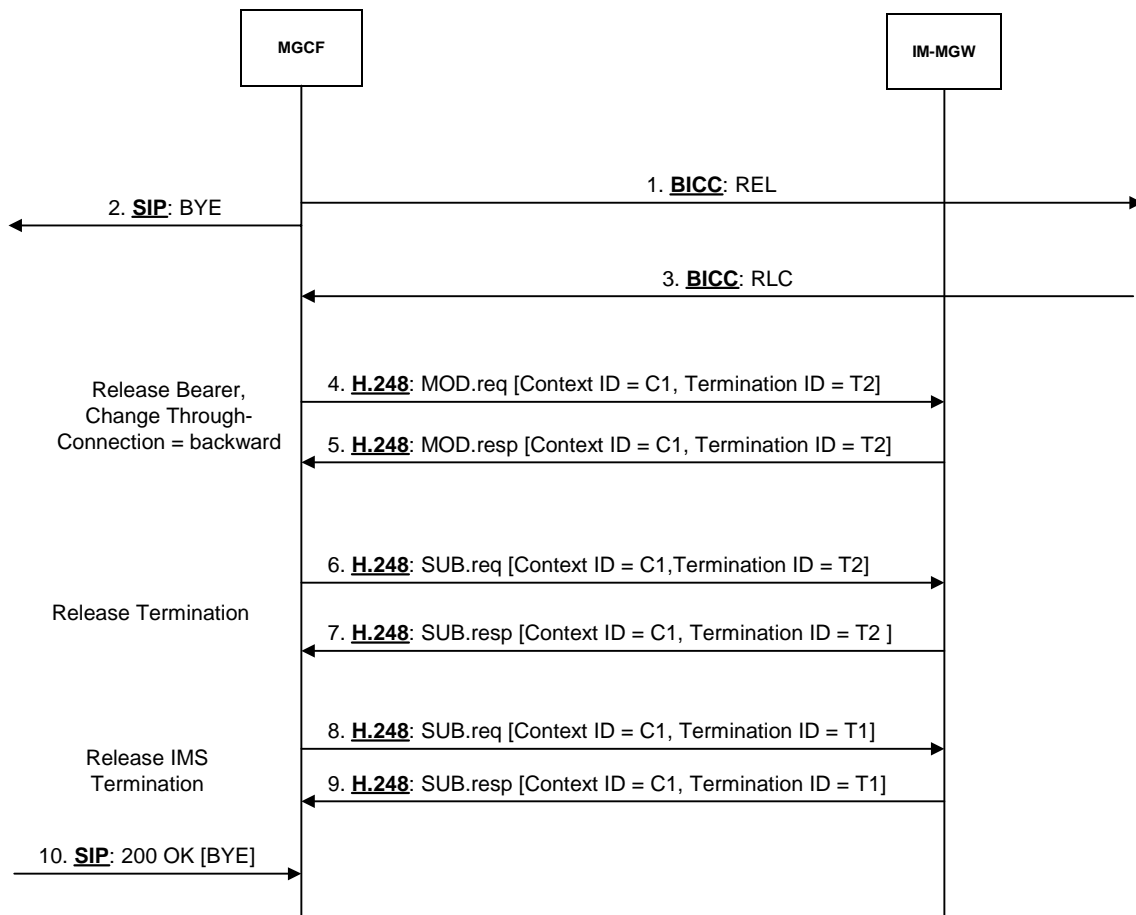 MGCF
IM-MGW
1. BICC: REL
2. SIP: BYE
3. BICC: RLC
Release Bearer,
Change Through-
Connection = backward
4. H.248: MOD.req [Context ID = C1, Termination ID = T2]
5. H.248: MOD.resp [Context ID = C1, Termination ID = T2]
6. H.248: SUB.req [Context ID = C1,Termination ID = T2]
Release Termination
7. H.248: SUB.resp [Context ID = C1, Termination ID = T2 ]
8. H.248: SUB.req [Context ID = C1, Termination ID = T1]
Release IMS
Termination
9. H.248: SUB.resp [Context ID = C1, Termination ID = T1]
10. SIP: 200 OK [BYE]